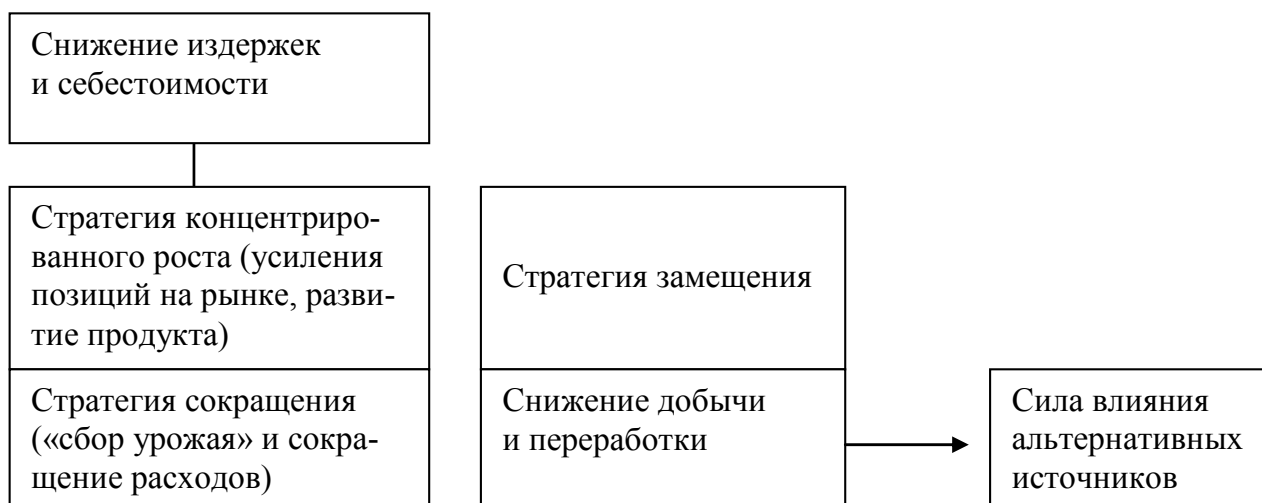 Снижение издержек
и себестоимости
Стратегия концентриро-
ванного роста (усиления
позиций на рынке, разви-
тие продукта)
Стратегия замещения
Стратегия сокращения
(«сбор урожая» и сокра-
щение расходов)
Снижение добычи
и переработки
Сила влияния
альтернативных
источников